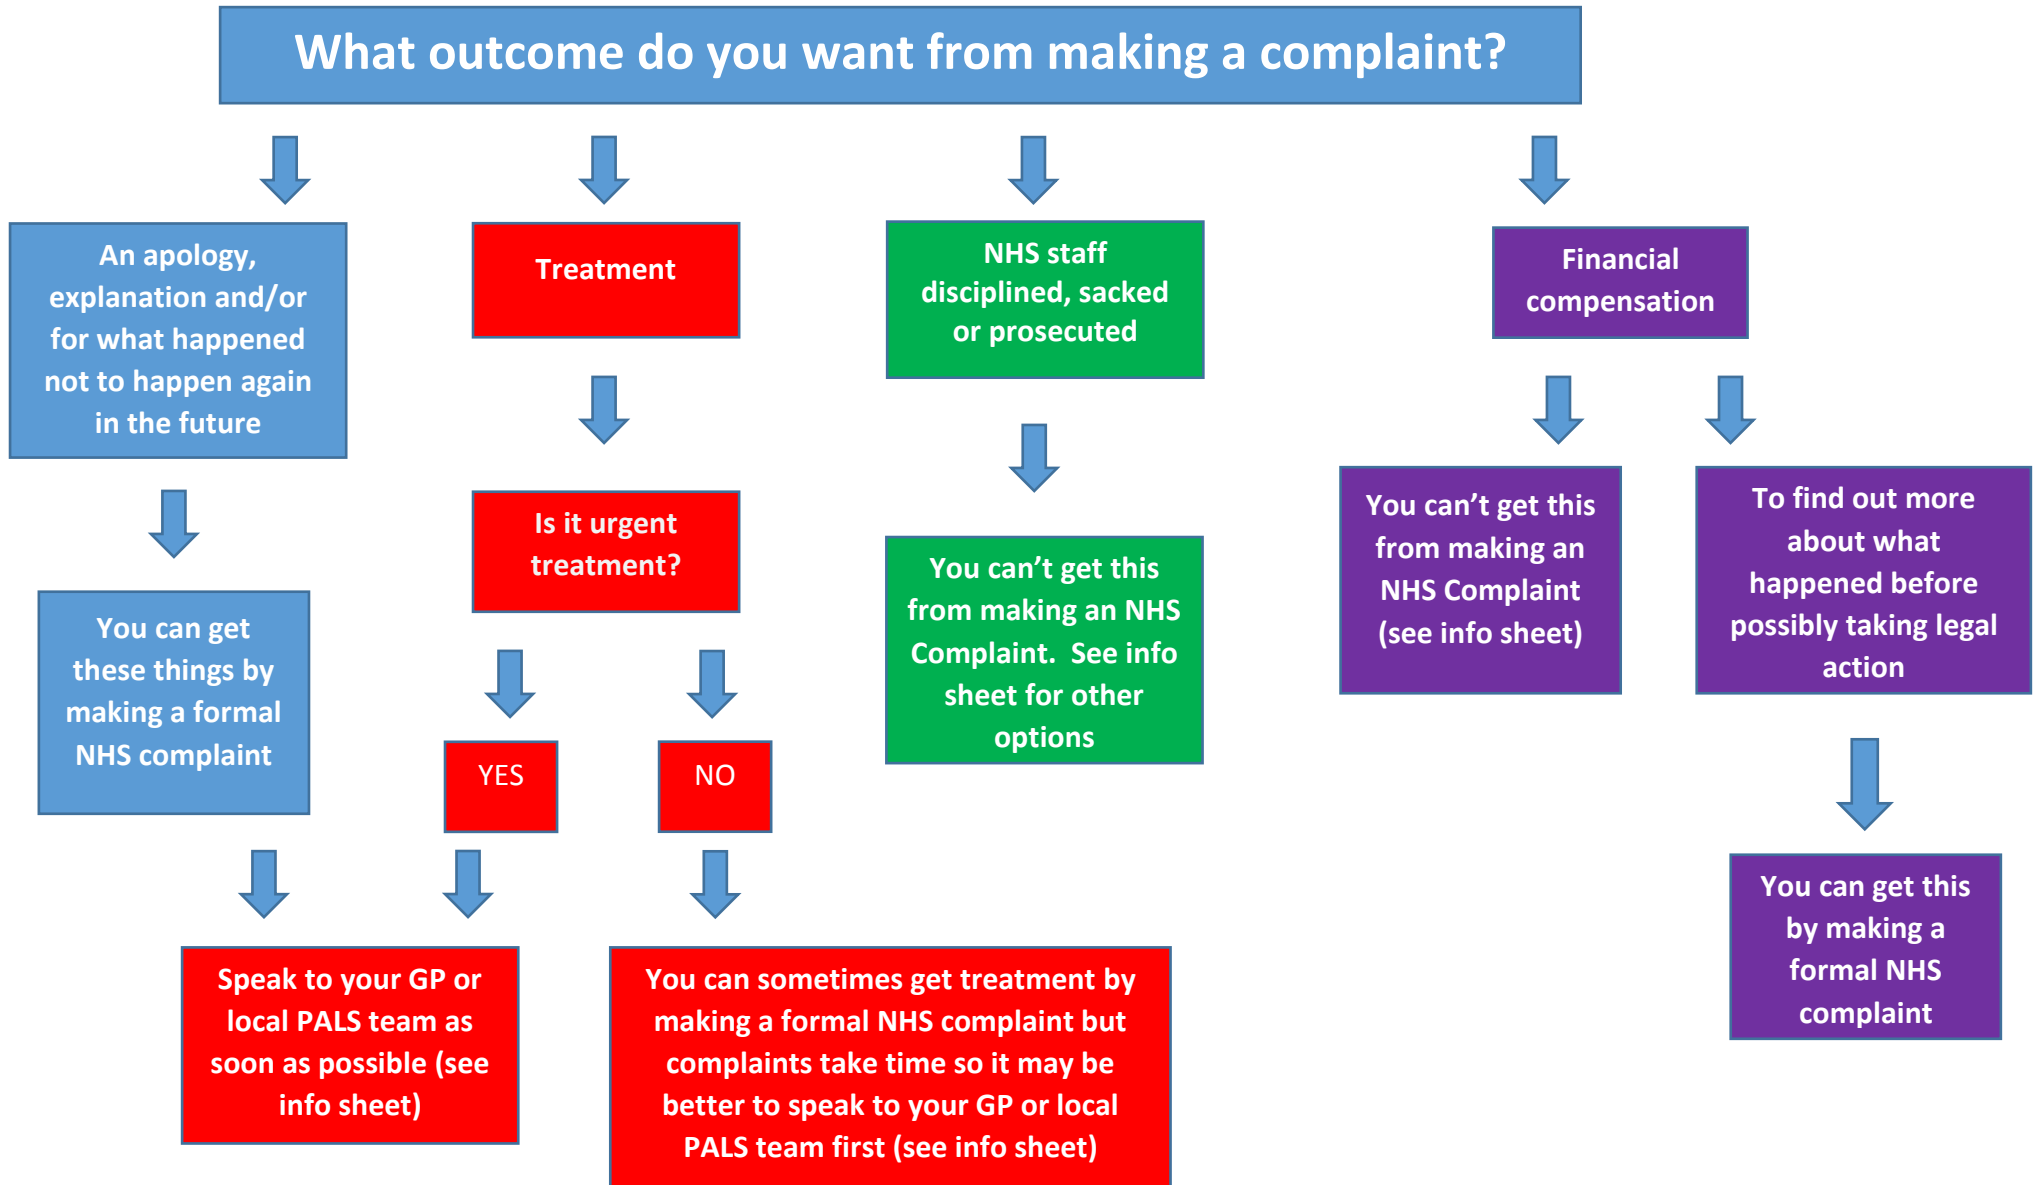 What outcome do you want from making a complaint?
An apology,
explanation and/or
for what happened
not to happen again
in the future
You can get
these things by
making a formal
NHS complaint
Treatment
Is it urgent
treatment?
YES
NO
Speak to your GP or
local PALS team as
soon as possible (see
info sheet)
You can sometimes get treatment by
making a formal NHS complaint but
complaints take time so it may be
better to speak to your GP or local
PALS team first (see info sheet)
NHS staff
disciplined, sacked
or prosecuted
You can’t get this
from making an NHS
Complaint.  See info
sheet for other
options
Financial
compensation
You can’t get this
from making an
NHS Complaint
(see info sheet)
To find out more
about what
happened before
possibly taking legal
action
You can get this
by making a
formal NHS
complaint